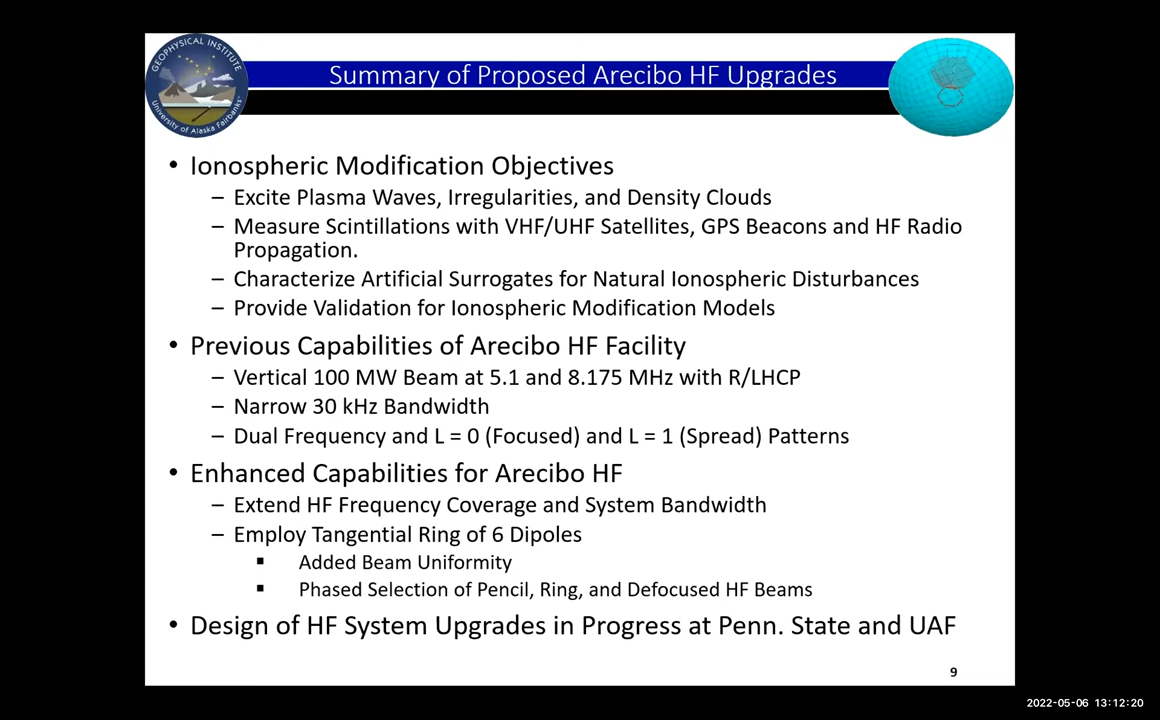 GEOPHYSICAL INSTITUTE
University of Alaska Fairbanks
Summary of Proposed Arecibo HF Upgrades
• Ionospheric Modification Objectives
– Excite Plasma Waves, Irregularities, and Density Clouds
– Measure Scintillations with VHF/UHF Satellites, GPS Beacons and HF Radio
Propagation.
– Characterize Artificial Surrogates for Natural Ionospheric Disturbances
– Provide Validation for Ionospheric Modification Models
• Previous Capabilities of Arecibo HF Facility
– Vertical 100 MW Beam at 5.1 and 8.175 MHz with R/LHCP
– Narrow 30 kHz Bandwidth
– Dual Frequency and L = 0 (Focused) and L = 1 (Spread) Patterns
• Enhanced Capabilities for Arecibo HF
– Extend HF Frequency Coverage and System Bandwidth
– Employ Tangential Ring of 6 Dipoles
▪ Added Beam Uniformity
▪ Phased Selection of Pencil, Ring, and Defocused HF Beams
• Design of HF System Upgrades in Progress at Penn. State and UAF
9
2022-05-06 13:12:20